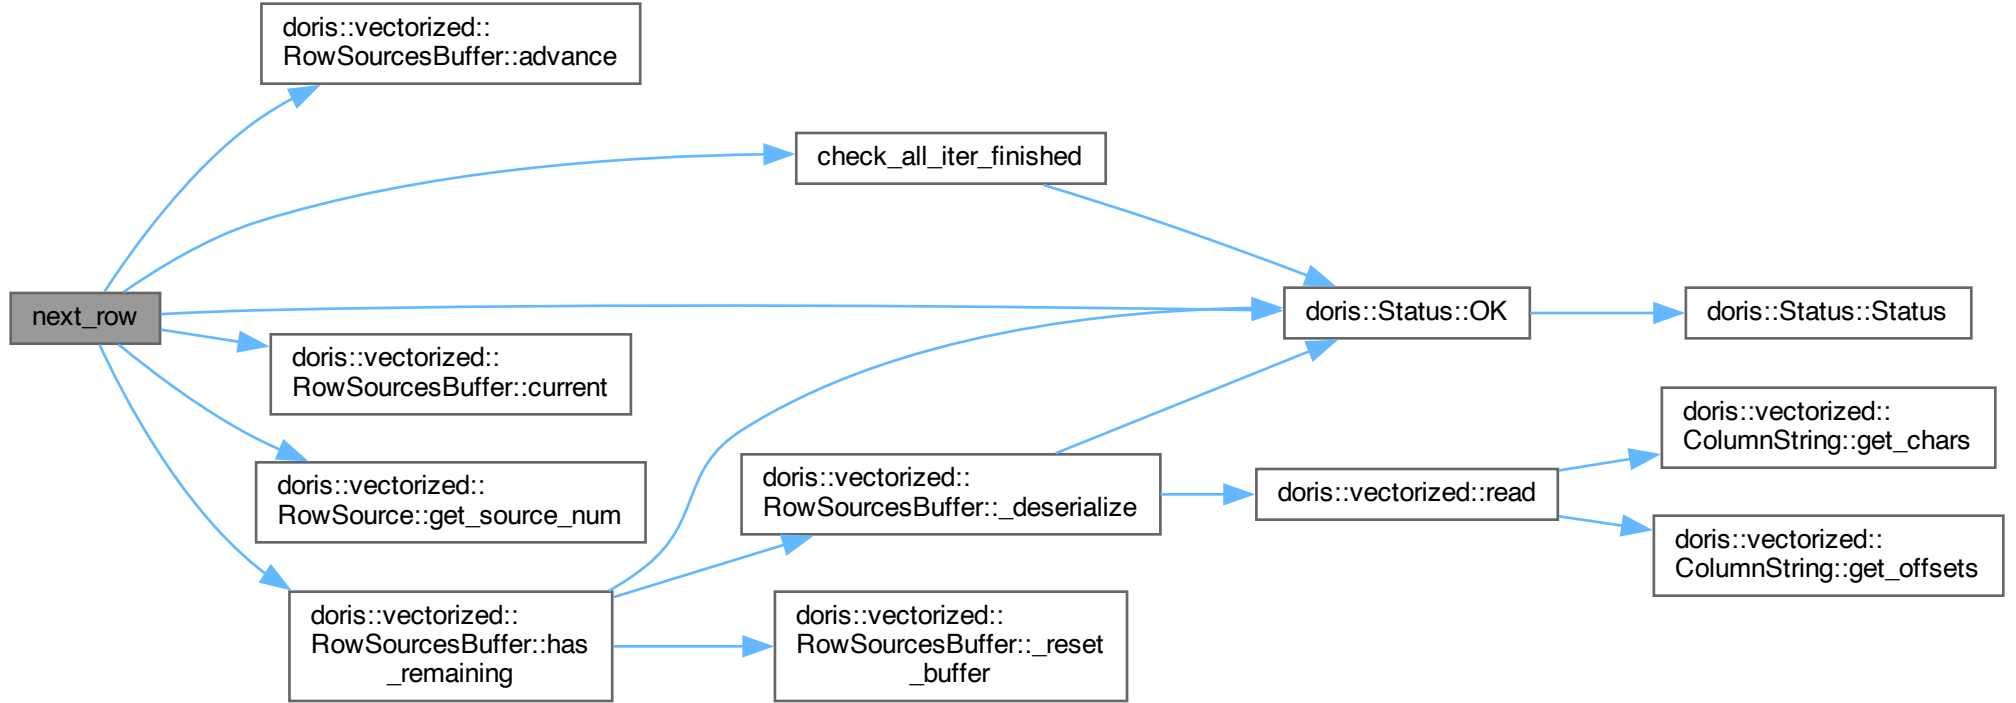 doris::vectorized::
RowSourcesBuffer::advance
check_all_iter_finished
next_row
doris::Status::OK
doris::Status::Status
doris::vectorized::
RowSourcesBuffer::current
doris::vectorized::
ColumnString::get_chars
doris::vectorized::
RowSource::get_source_num
doris::vectorized::
RowSourcesBuffer::_deserialize
doris::vectorized::read
doris::vectorized::
ColumnString::get_offsets
doris::vectorized::
RowSourcesBuffer::has
_remaining
doris::vectorized::
RowSourcesBuffer::_reset
_buffer